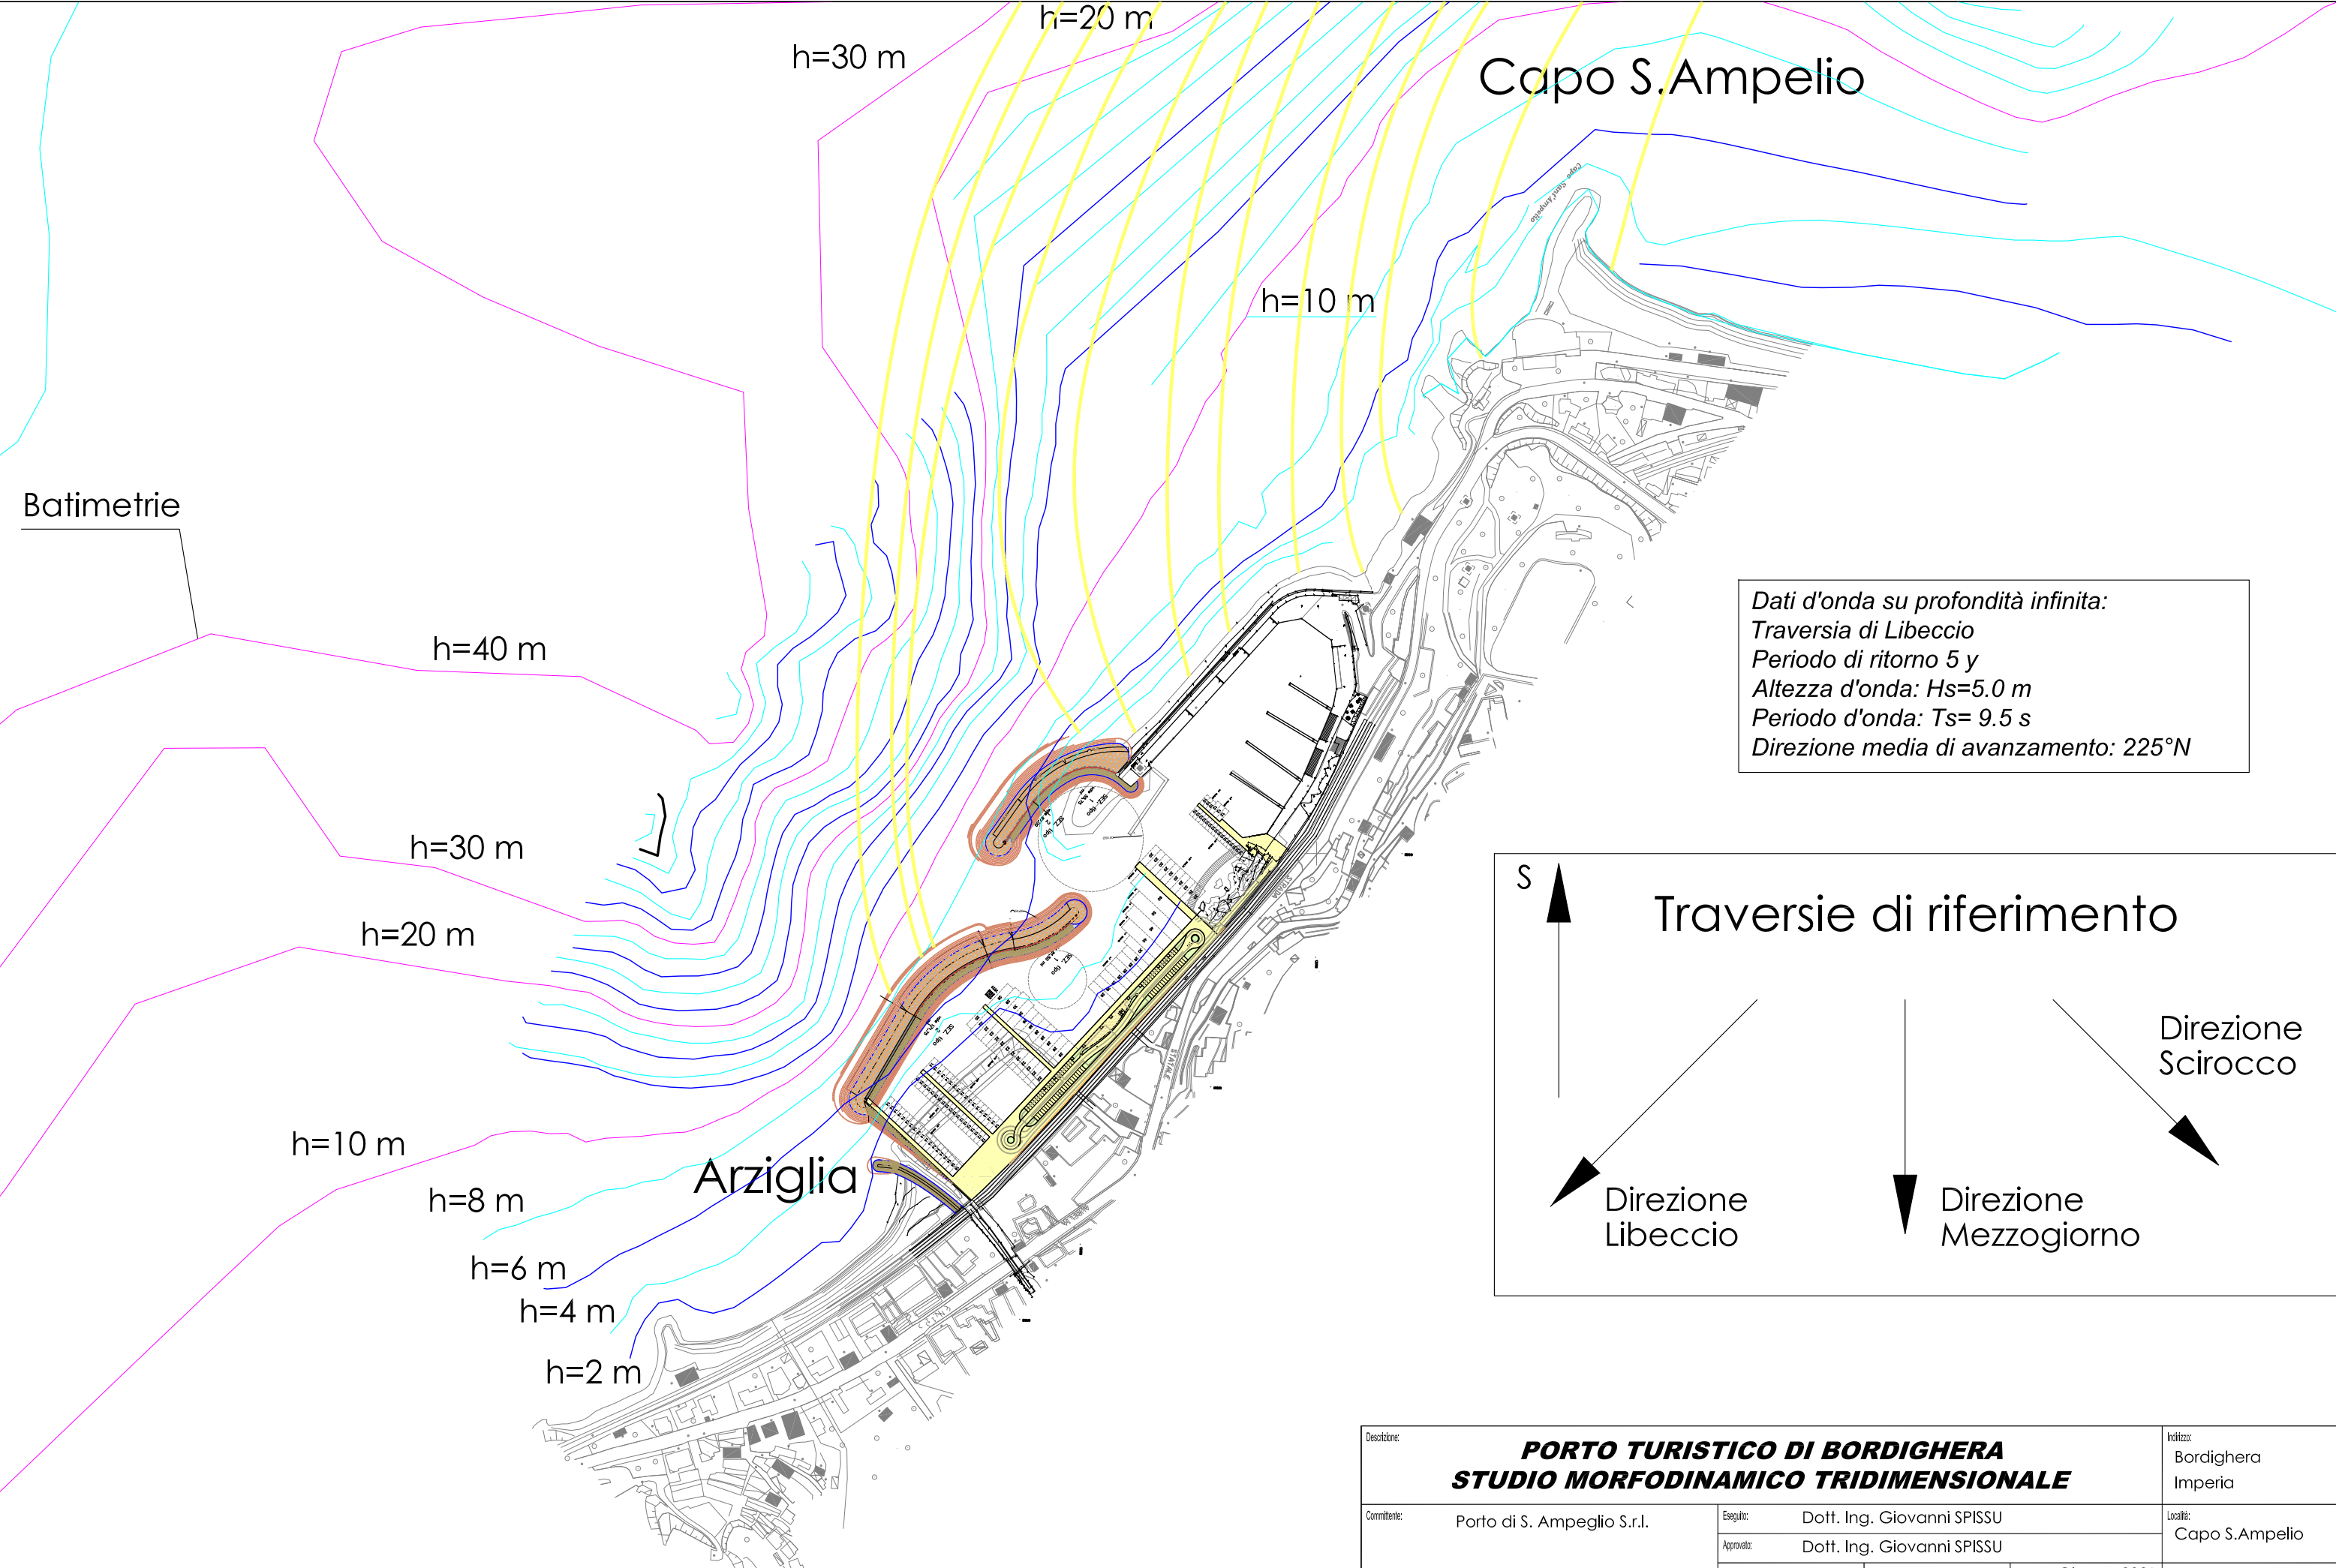 h=20 m
h=30 m
Capo S.Ampelio
Capo Sant'Ampelio
h=10 m
Batimetrie
h=40 m
Dati d'onda su profondità infinita:
Traversia di Libeccio
Periodo di ritorno 5 y
Altezza d'onda: Hs=5.0 m
Periodo d'onda: Ts= 9.5 s
Direzione media di avanzamento: 225°N
h=30 m
h=20 m
S
Traversie di riferimento
Direzione
Scirocco
Direzione
Libeccio
Direzione
Mezzogiorno
STATALE
h=10 m
Arziglia
h=8 m
h=6 m
h=4 m
h=2 m
Descrizione:
PORTO TURISTICO DI BORDIGHERA
STUDIO MORFODINAMICO TRIDIMENSIONALE
Indirizzo:
Bordighera
Imperia
Committente:
Porto di S. Ampeglio S.r.l.
Eseguito:
Dott. Ing. Giovanni SPISSU
Approvato:
Dott. Ing. Giovanni SPISSU
Località:
Capo S.Ampelio